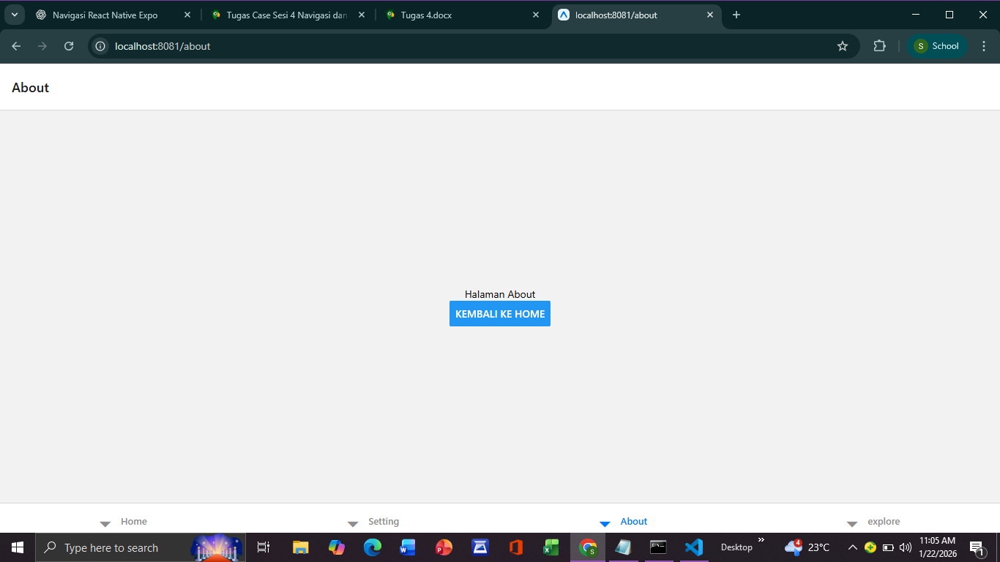 Navigasi React Native Expo
Tugas Case Sesi 4 Navigasi dan
Tugas 4.docx
localhost:8081/about
localhost:8081/about
S School
About
Halaman About
KEMBALI KE HOME
Home
Setting
About
explore
Type here to search
Desktop
4
23°C
11:05 AM
1/22/2026
1